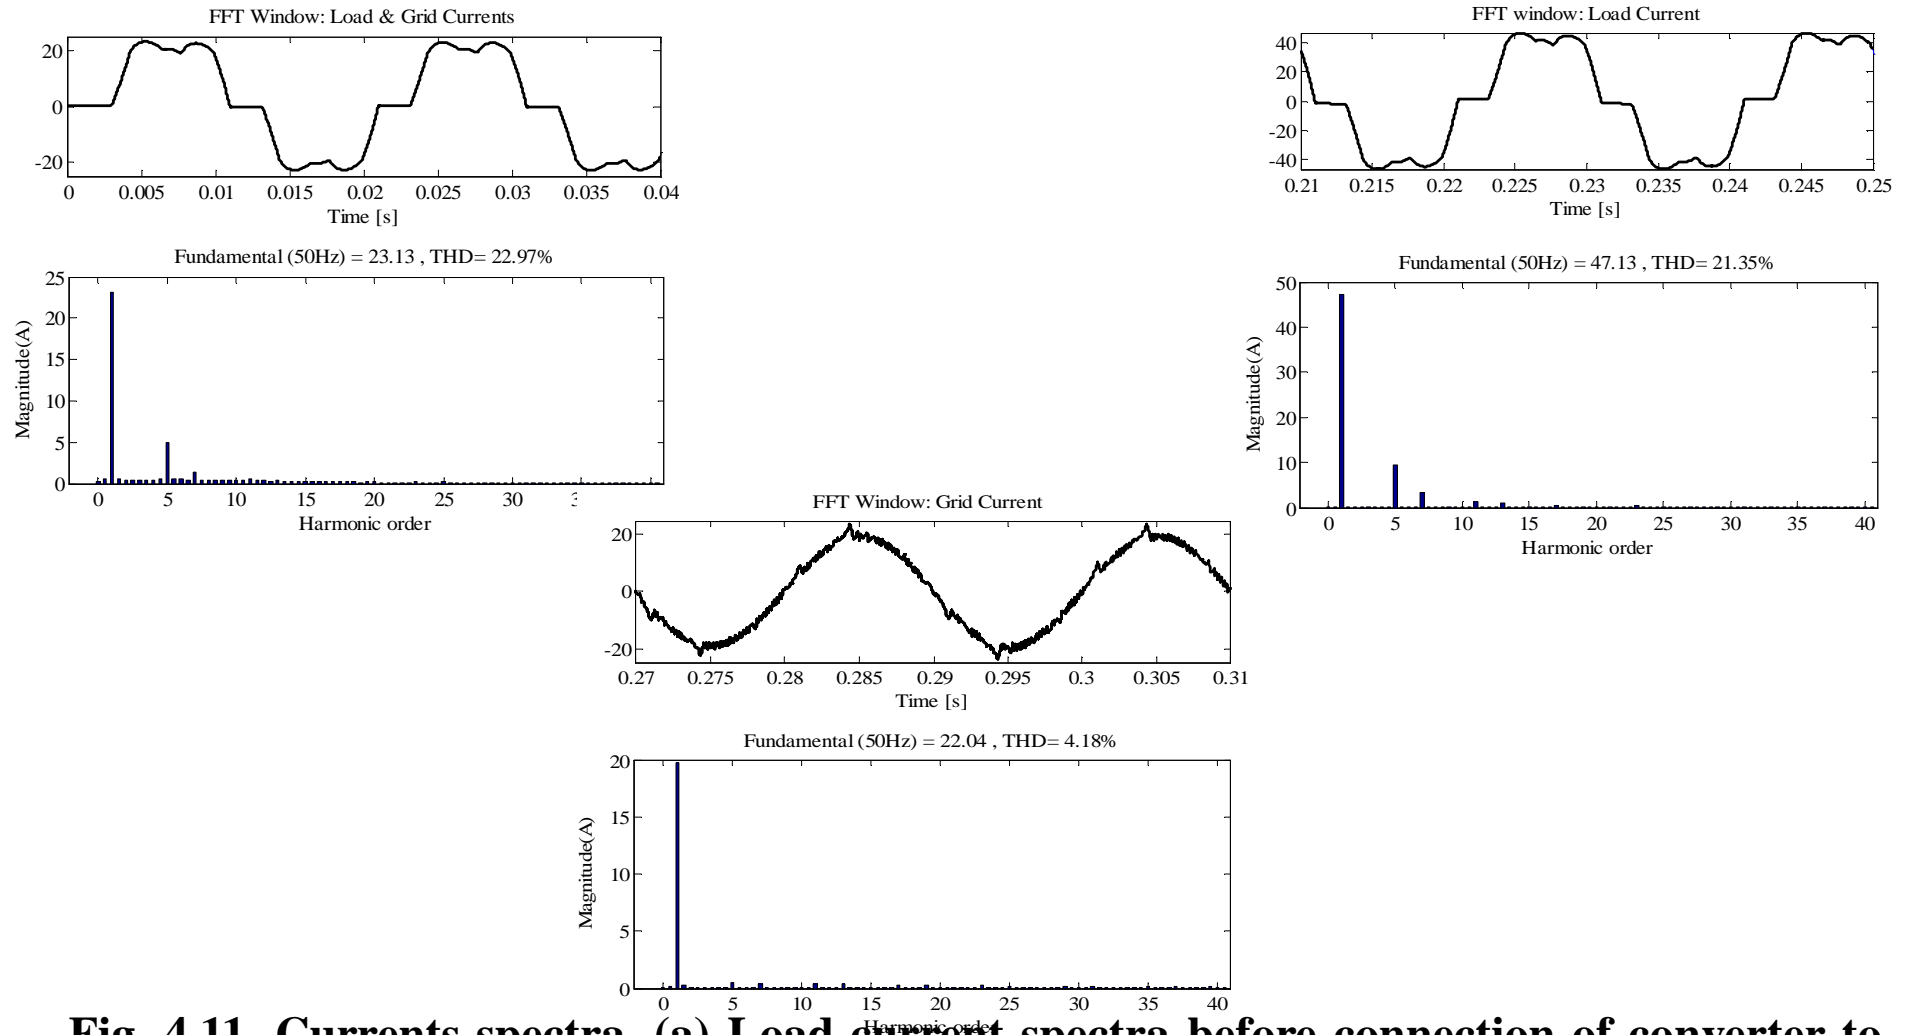 FFT Window: Load & Grid Currents
20
0
-20
0 0.005 0.01 0.015 0.02 0.025 0.03 0.035 0.04
Time [s]
Fundamental (50Hz) = 23.13 , THD= 22.97%
25
20
15
10
5
0
Magnitude(A)
0 5 10 15 20 25 30
Harmonic order
FFT window: Load Current
40
20
0
-20
-40
0.21 0.215 0.22 0.225 0.23 0.235 0.24 0.245 0.25
Time [s]
Fundamental (50Hz) = 47.13 , THD= 21.35%
50
40
30
20
10
0
Magnitude(A)
0 5 10 15 20 25 30 35 40
Harmonic order
FFT Window: Grid Current
20
0
-20
0.27 0.275 0.28 0.285 0.29 0.295 0.3 0.305 0.31
Time [s]
Fundamental (50Hz) = 22.04 , THD= 4.18%
20
15
10
5
0
Magnitude(A)
0 5 10 15 20 25 30 35 40
Harmonic order
Fig. 4.11. Currents spectra. (a) Load current spectra before connection of converter to